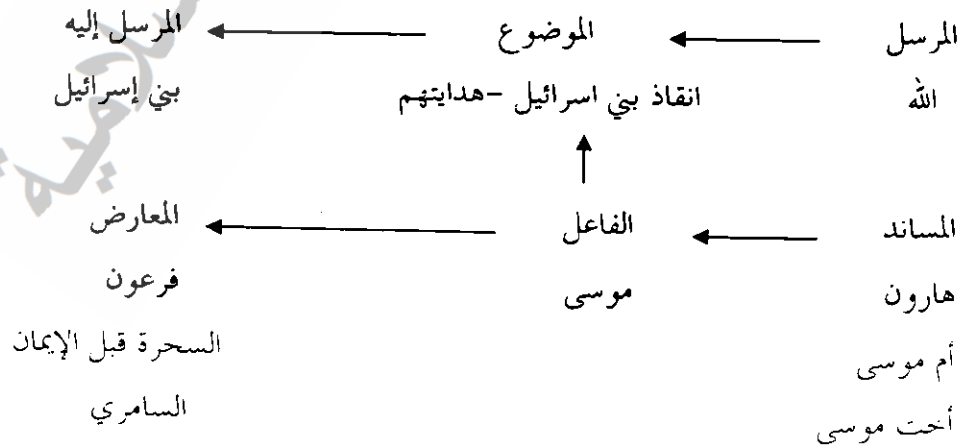 المرسل الموضوع المرسل إليه
الله انقاذ بني اسرائيل –هدايتهم بني إسرائيل
المساند الفاعل المعارض
هارون موسى فرعون
أم موسى السحرة قبل الإيمان
أخت موسى السامري